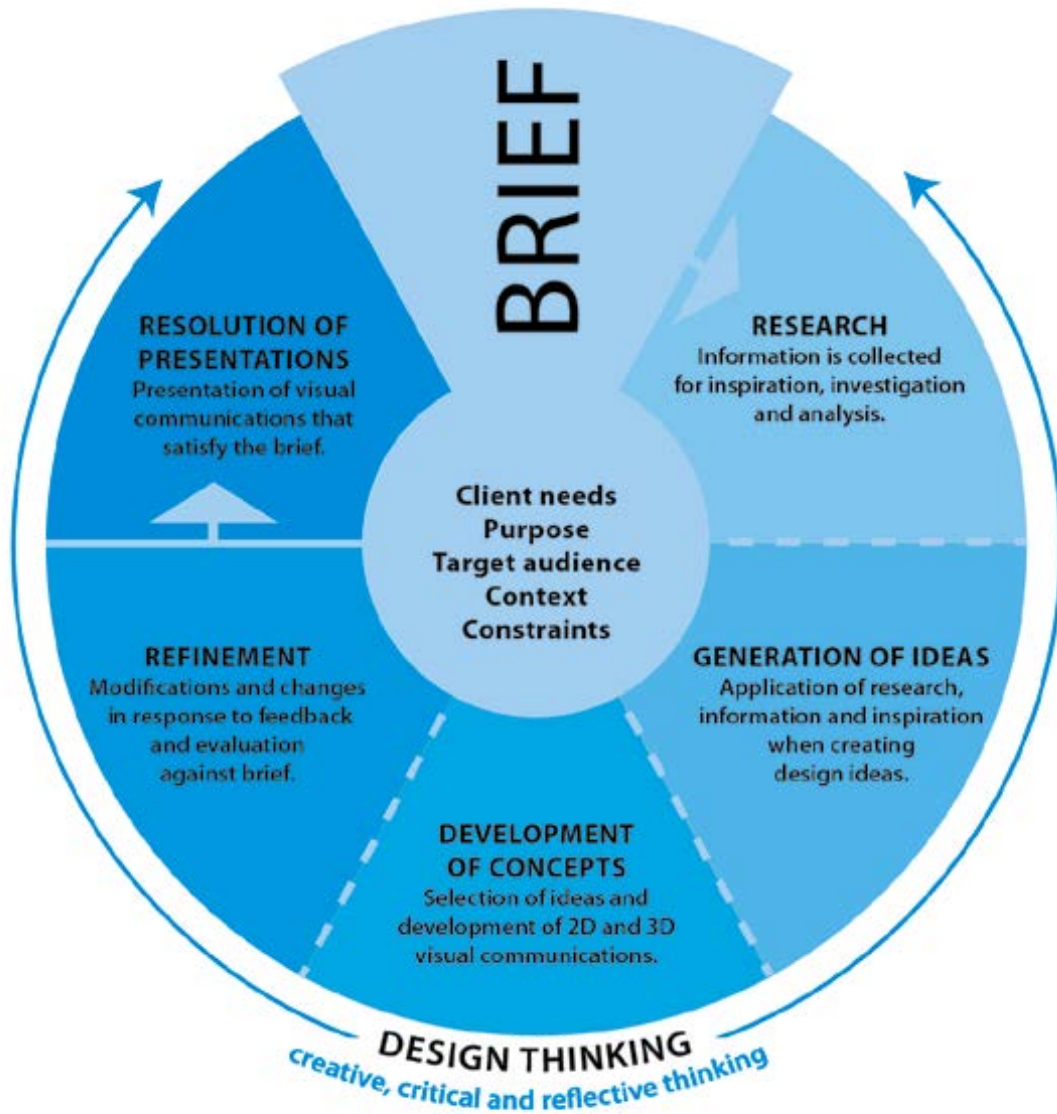 BRIEF
RESEARCH
Information is collected
for inspiration, investigation
and analysis.
GENERATION OF IDEAS
Application of research,
information and inspiration
when creating
design ideas.
DEVELOPMENT
OF CONCEPTS
Selection of ideas and
development of 2D and 3D
visual communications.
REFINEMENT
Modifications and changes
in response to feedback
and evaluation
against brief.
RESOLUTION OF
PRESENTATIONS
Presentation of visual
communications that
satisfy the brief.
Client needs
Purpose
Target audience
Context
Constraints
DESIGN THINKING
creative, critical and reflective thinking